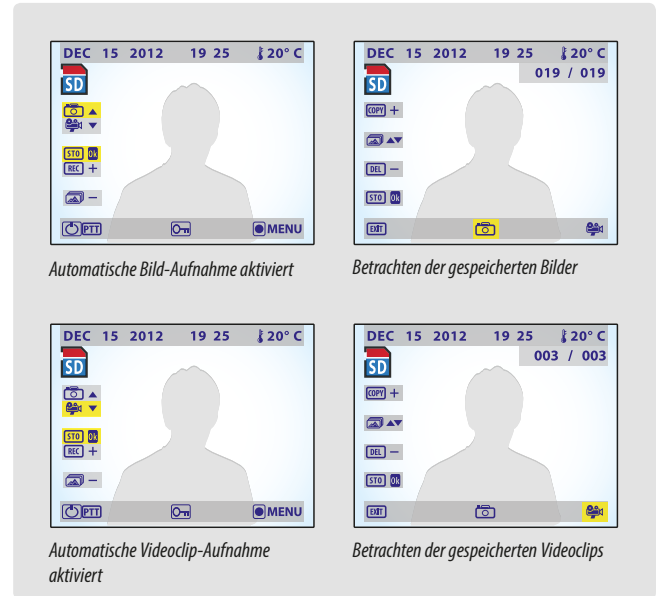 DEC 15 2012 19 25 20° C
SD
STO Ok
REC +
−
PTT
MENU
Automatische Bild-Aufnahme aktiviert
DEC 15 2012 19 25 20° C
019 / 019
SD
COPY +
DEL −
STO Ok
EXIT
Betrachten der gespeicherten Bilder
DEC 15 2012 19 25 20° C
SD
STO Ok
REC +
−
PTT
MENU
Automatische Videoclip-Aufnahme
aktiviert
DEC 15 2012 19 25 20° C
003 / 003
SD
COPY +
DEL −
STO Ok
EXIT
Betrachten der gespeicherten Videoclips